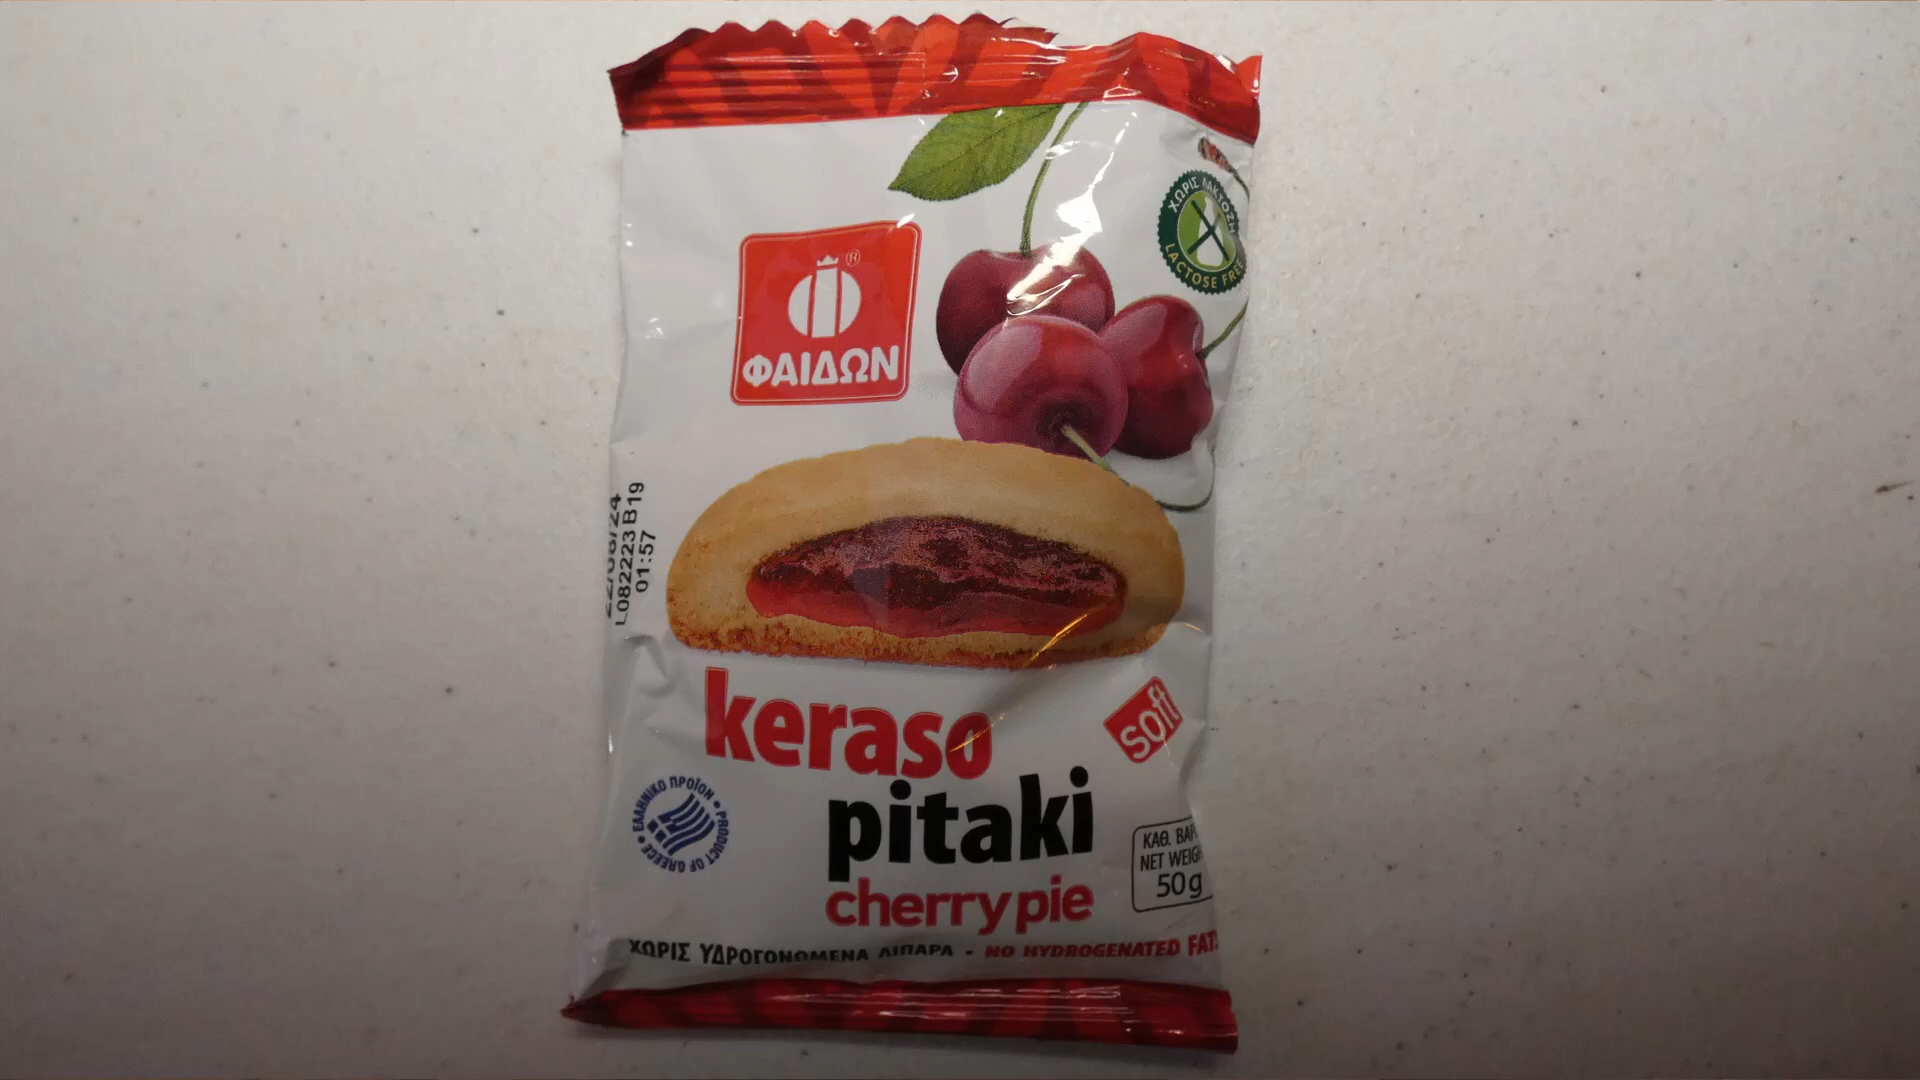 ΧΩΡΙΣ ΛΑΚΤΟΖΗ
LACTOSE FREE
®
ΦΑΙΔΩΝ
L082223 B19
01:57
keraso
soft
pitaki
ΕΛΛΗΝΙΚΟ ΠΡΟΪΟΝ • PRODUCT OF GREECE •
ΚΑΘ. ΒΑΡ
NET WEIGH
50g
cherry pie
ΧΩΡΙΣ ΥΔΡΟΓΟΝΩΜΕΝΑ ΛΙΠΑΡΑ - NO HYDROGENATED FATS